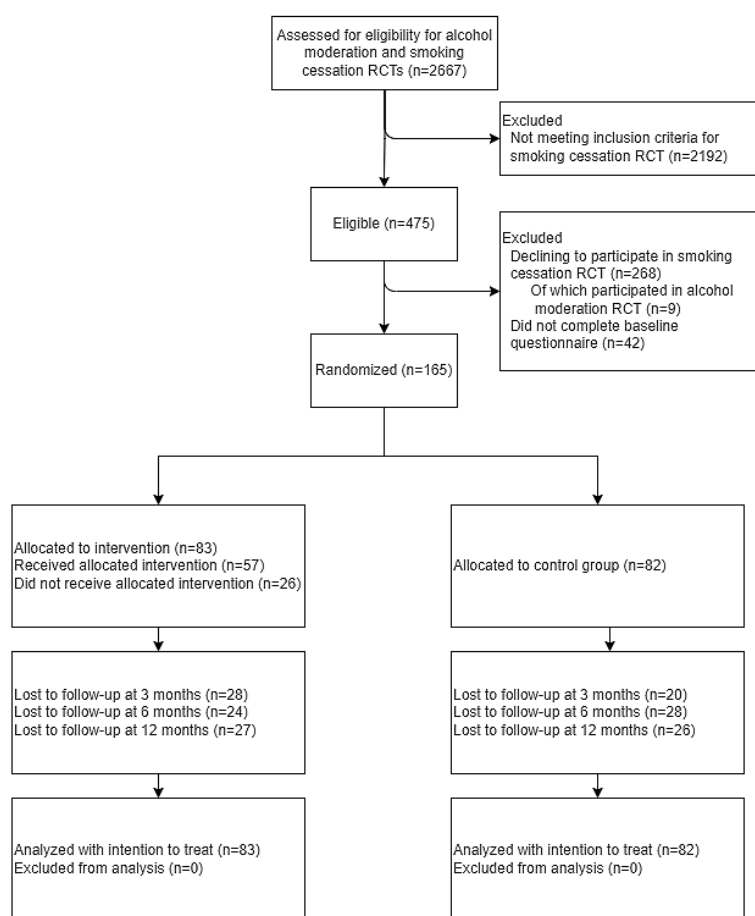 Assessed for eligibility for alcohol
moderation and smoking
cessation RCTs (n=2667)
Excluded
Not meeting inclusion criteria for
smoking cessation RCT (n=2192)
Eligible (n=475)
Excluded
Declining to participate in smoking
cessation RCT (n=268)
Of which participated in alcohol
moderation RCT (n=9)
Did not complete baseline
questionnaire (n=42)
Randomized (n=165)
Allocated to intervention (n=83)
Received allocated intervention (n=57)
Did not receive allocated intervention (n=26)
Allocated to control group (n=82)
Lost to follow-up at 3 months (n=28)
Lost to follow-up at 6 months (n=24)
Lost to follow-up at 12 months (n=27)
Lost to follow-up at 3 months (n=20)
Lost to follow-up at 6 months (n=28)
Lost to follow-up at 12 months (n=26)
Analyzed with intention to treat (n=83)
Excluded from analysis (n=0)
Analyzed with intention to treat (n=82)
Excluded from analysis (n=0)